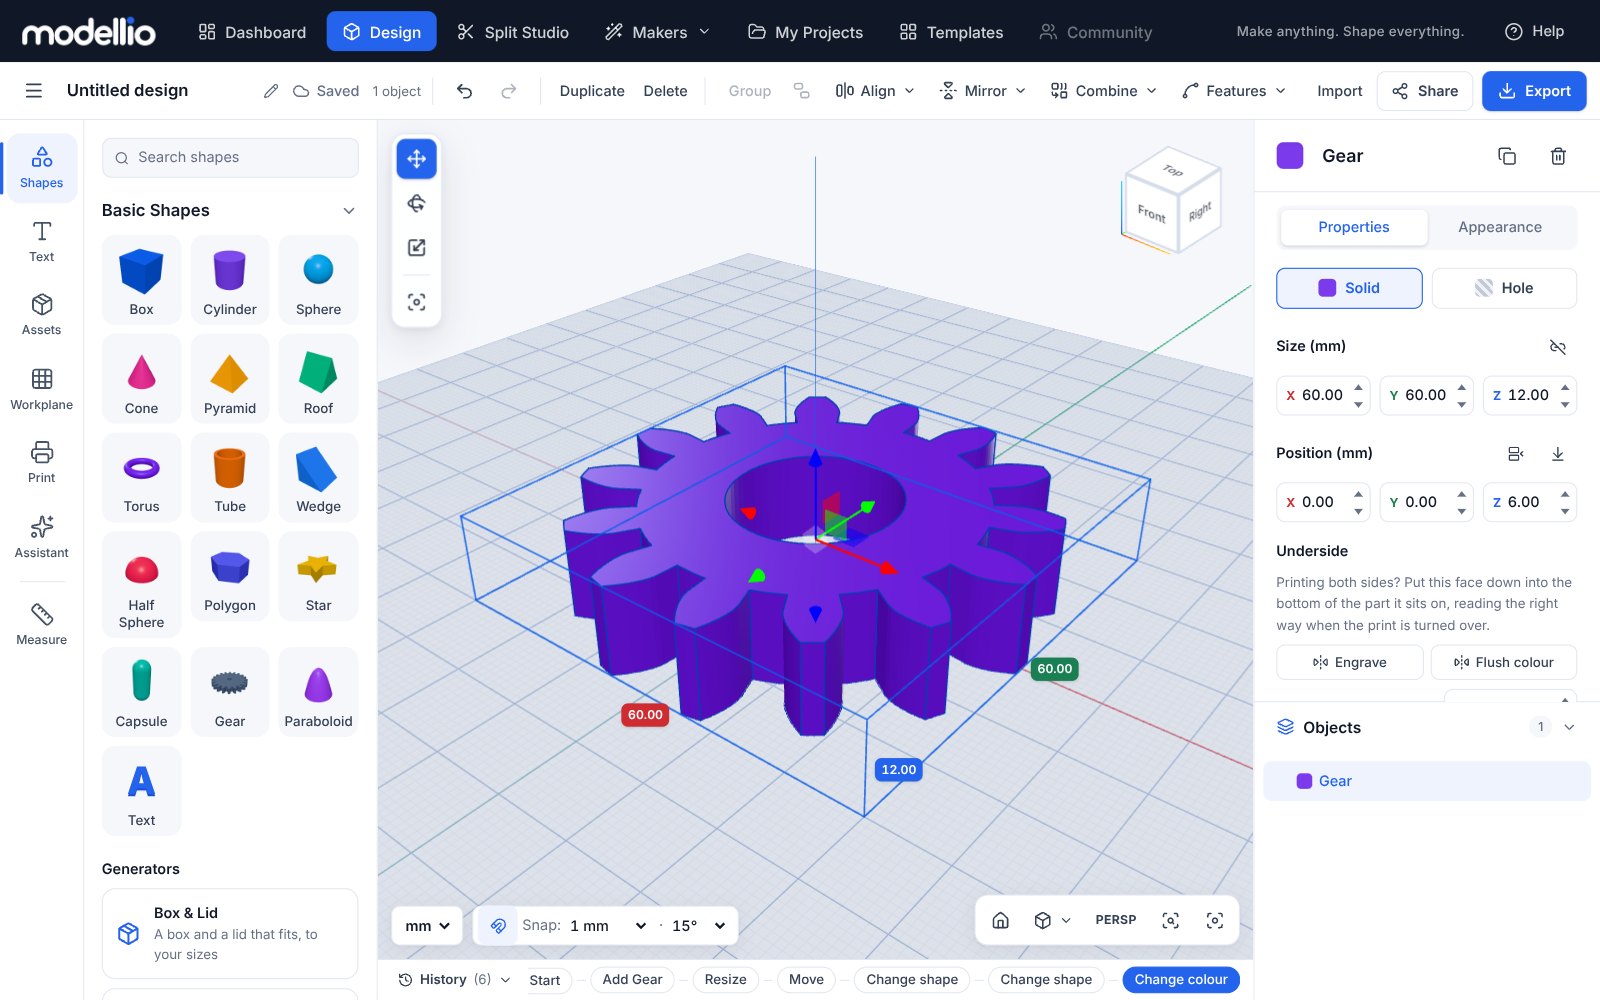 modellio
Dashboard
Design
Split Studio
Makers
My Projects
Templates
Community
Make anything. Shape everything.
Help
Untitled design
Saved
1 object
Duplicate
Delete
Group
Align
Mirror
Combine
Features
Import
Share
Export
Shapes
Text
Assets
Workplane
Print
Assistant
Measure
Search shapes
Basic Shapes
Box
Cylinder
Sphere
Cone
Pyramid
Roof
Torus
Tube
Wedge
Half
Sphere
Polygon
Star
Capsule
Gear
Paraboloid
A
Text
Generators
Box & Lid
A box and a lid that fits, to
your sizes
Top
Front
Right
60.00
60.00
12.00
mm
Snap:
1 mm
·
15°
PERSP
History (6)
Start
Add Gear
Resize
Move
Change shape
Change shape
Change colour
Gear
Properties
Appearance
Solid
Hole
Size (mm)
X 60.00
Y 60.00
Z 12.00
Position (mm)
X 0.00
Y 0.00
Z 6.00
Underside
Printing both sides? Put this face down into the
bottom of the part it sits on, reading the right
way when the print is turned over.
Engrave
Flush colour
Objects
1
Gear